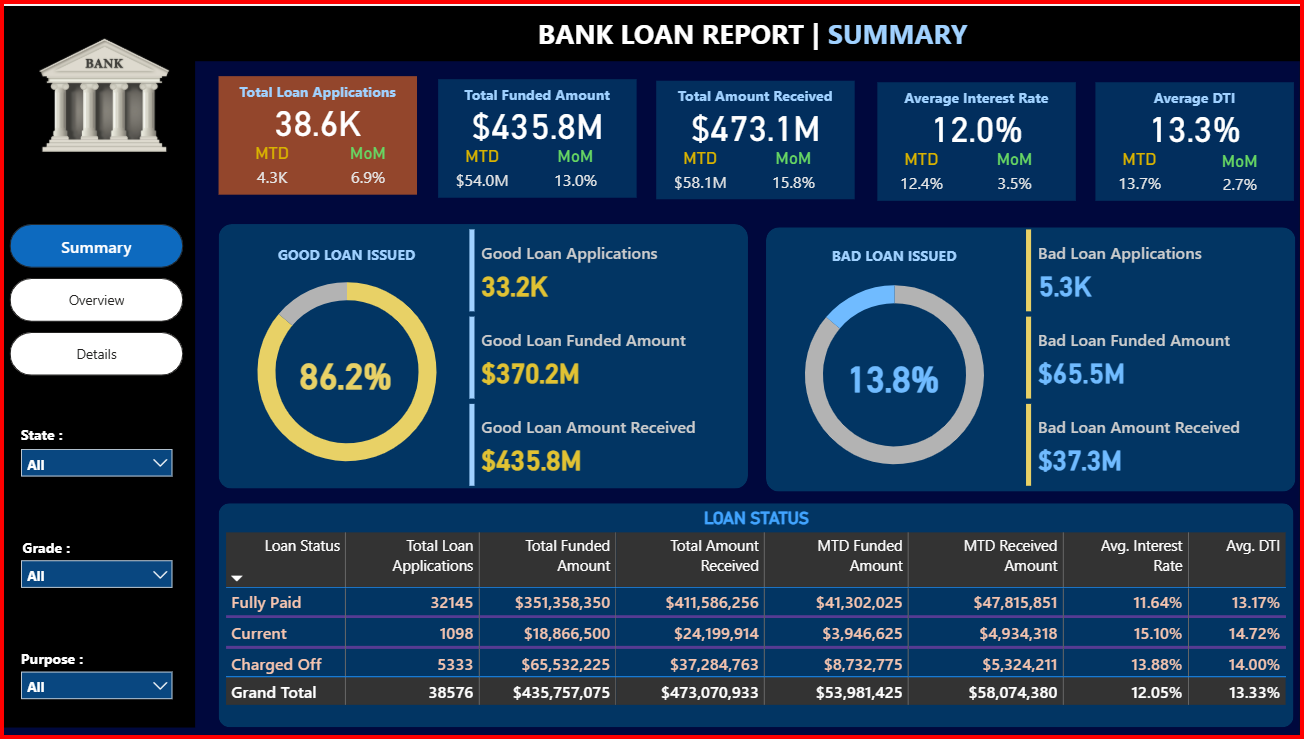 BANK LOAN REPORT | SUMMARY
BANK
Summary
Overview
Details
State :
All
Grade :
All
Purpose :
All
Total Loan Applications
38.6K
MTD MoM
4.3K 6.9%
Total Funded Amount
$435.8M
MTD MoM
$54.0M 13.0%
Total Amount Received
$473.1M
MTD MoM
$58.1M 15.8%
Average Interest Rate
12.0%
MTD MoM
12.4% 3.5%
Average DTI
13.3%
MTD MoM
13.7% 2.7%
GOOD LOAN ISSUED
86.2%
Good Loan Applications
33.2K
Good Loan Funded Amount
$370.2M
Good Loan Amount Received
$435.8M
BAD LOAN ISSUED
13.8%
Bad Loan Applications
5.3K
Bad Loan Funded Amount
$65.5M
Bad Loan Amount Received
$37.3M
LOAN STATUS
Loan Status Total Loan Total Funded Total Amount MTD Funded MTD Received Avg. Interest Avg. DTI
Applications Amount Received Amount Amount Rate
Fully Paid 32145 $351,358,350 $411,586,256 $41,302,025 $47,815,851 11.64% 13.17%
Current 1098 $18,866,500 $24,199,914 $3,946,625 $4,934,318 15.10% 14.72%
Charged Off 5333 $65,532,225 $37,284,763 $8,732,775 $5,324,211 13.88% 14.00%
Grand Total 38576 $435,757,075 $473,070,933 $53,981,425 $58,074,380 12.05% 13.33%